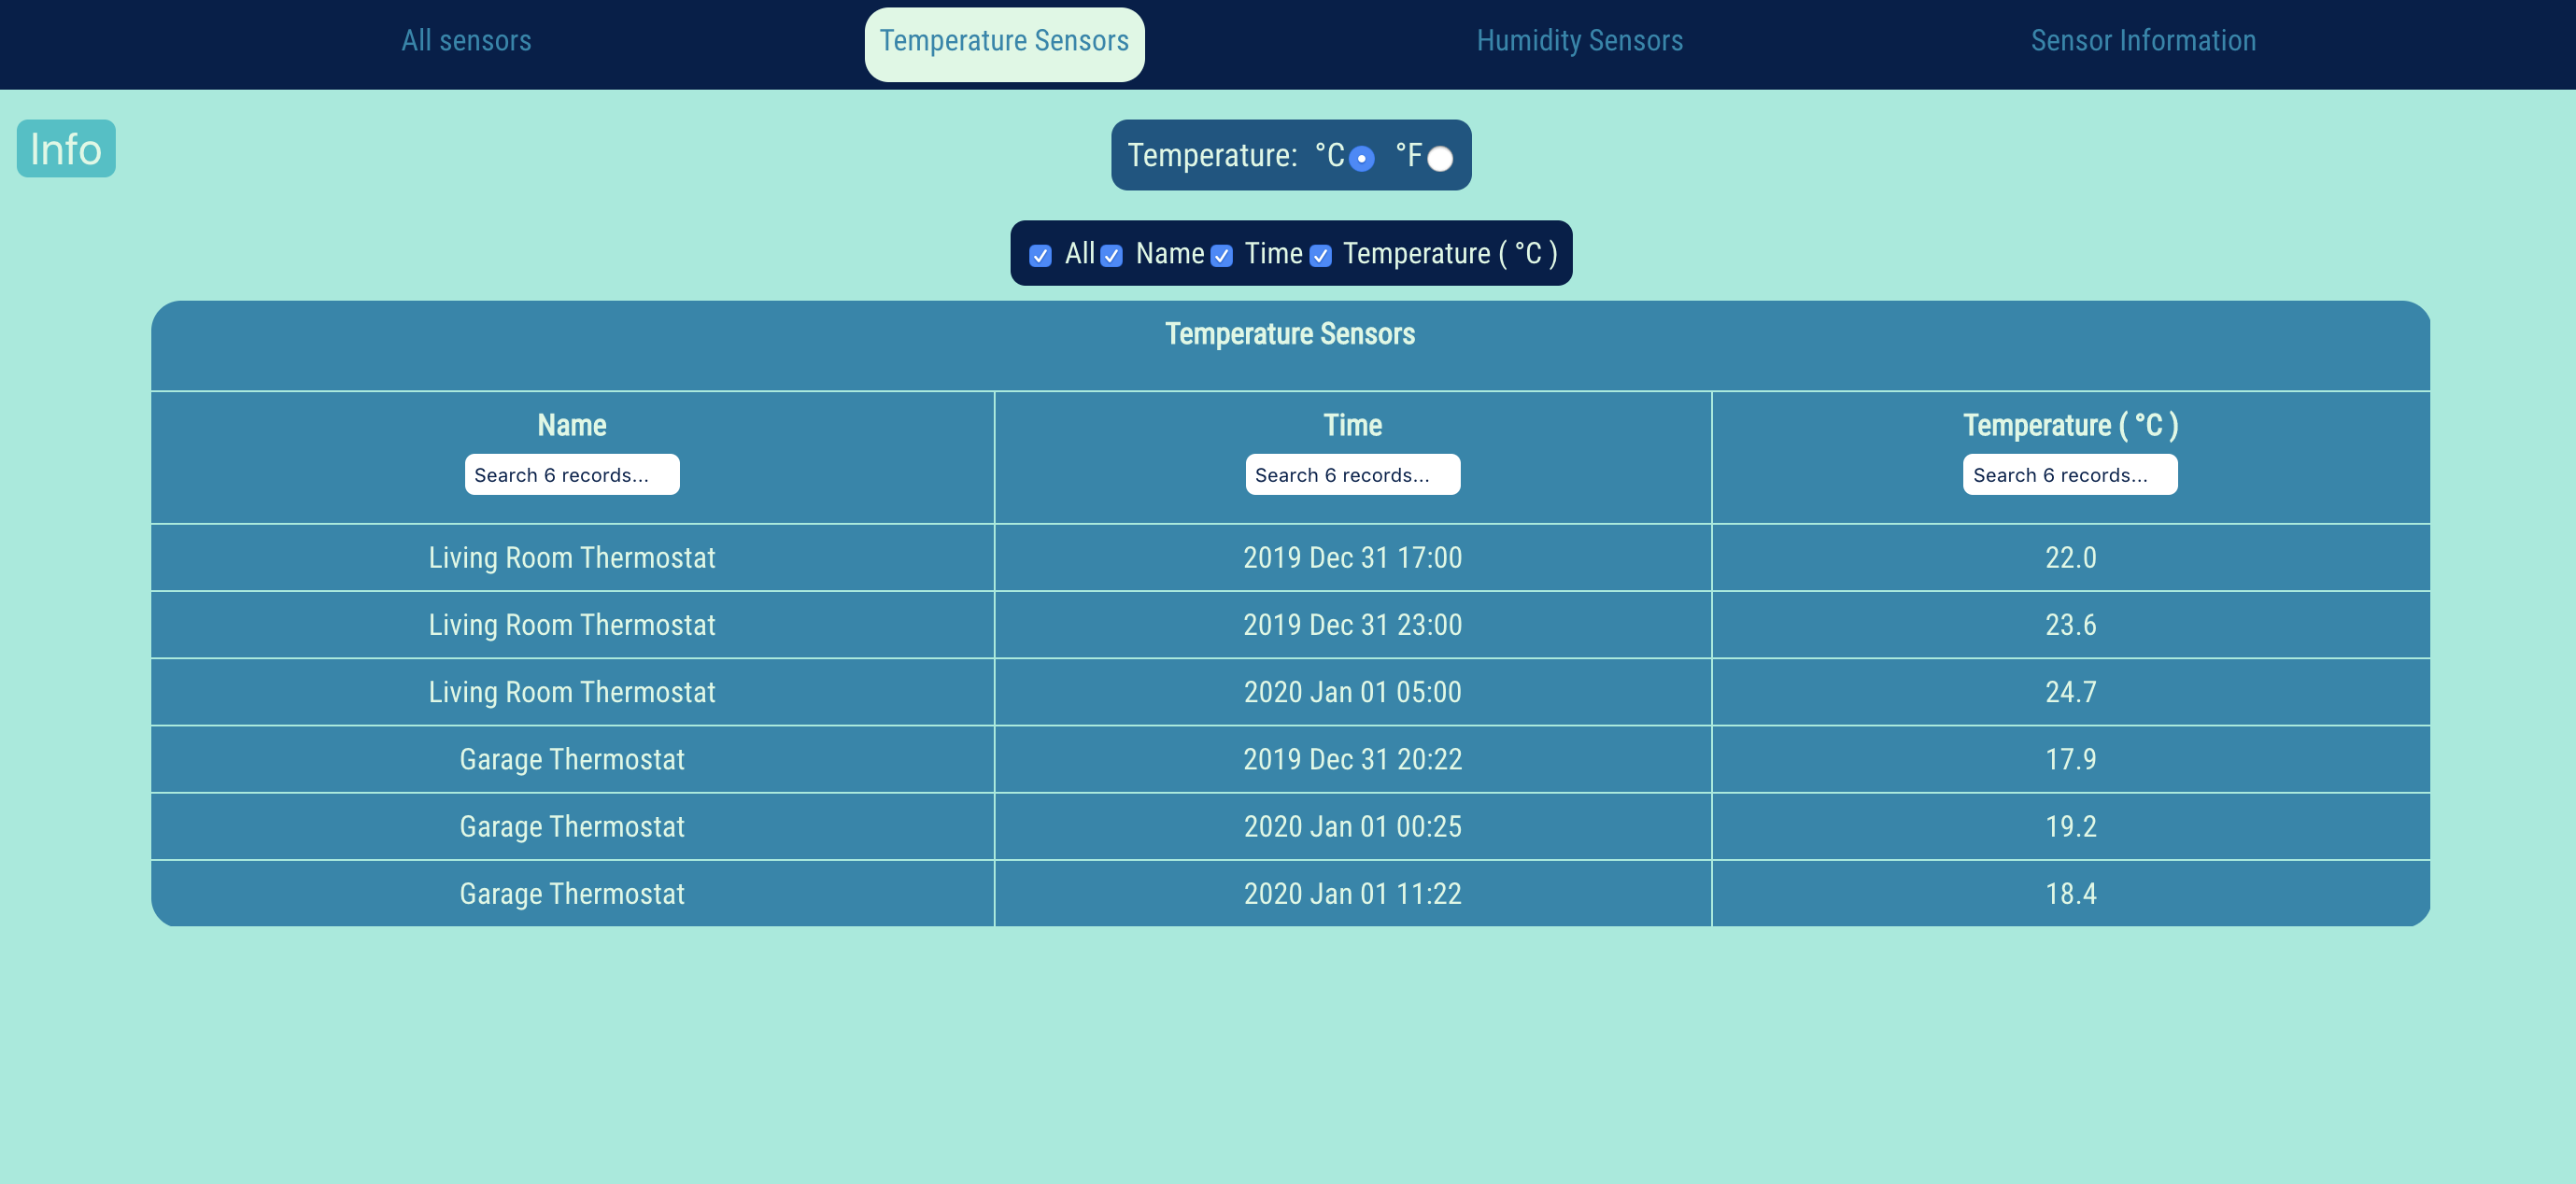 All sensors Temperature Sensors Humidity Sensors Sensor Information
Info
Temperature: °C °F
All Name Time Temperature ( °C )
Temperature Sensors
Name Time Temperature ( °C )
Search 6 records... Search 6 records... Search 6 records...
Living Room Thermostat 2019 Dec 31 17:00 22.0
Living Room Thermostat 2019 Dec 31 23:00 23.6
Living Room Thermostat 2020 Jan 01 05:00 24.7
Garage Thermostat 2019 Dec 31 20:22 17.9
Garage Thermostat 2020 Jan 01 00:25 19.2
Garage Thermostat 2020 Jan 01 11:22 18.4